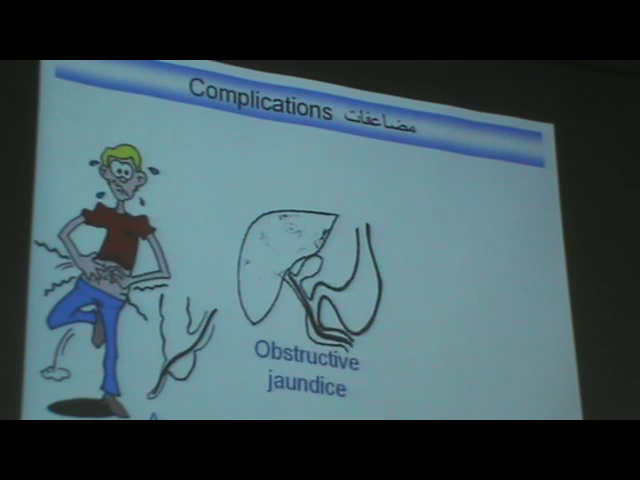 Complications مضاعفات
Obstructive
jaundice